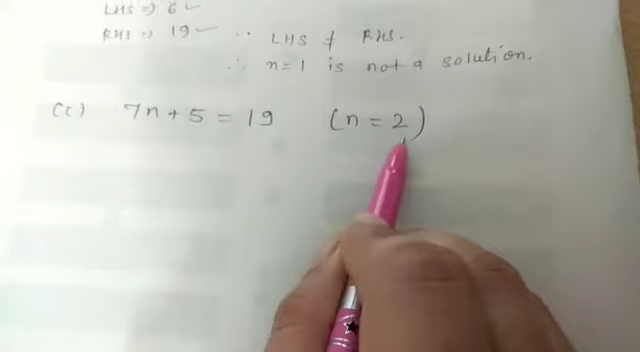 LHS => 6 ✓
RHS => 19 ✓ ∵ LHS ≠ RHS.
∴ n=1 is not a solution.
(c) 7n + 5 = 19 (n = 2)